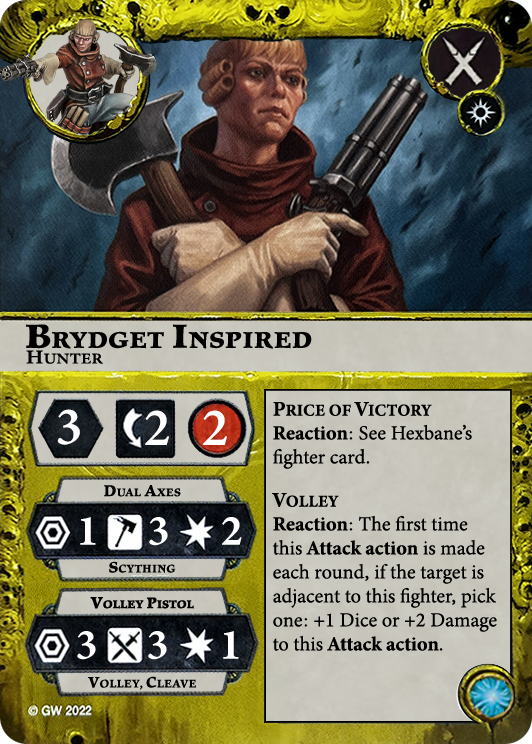 BRYDGET INSPIRED
HUNTER
3 2 2
DUAL AXES
1 3 2
SCYTHING
VOLLEY PISTOL
3 3 1
VOLLEY, CLEAVE
© GW 2022
PRICE OF VICTORY
Reaction: See Hexbane’s
fighter card.
VOLLEY
Reaction: The first time
this Attack action is made
each round, if the target is
adjacent to this fighter, pick
one: +1 Dice or +2 Damage
to this Attack action.